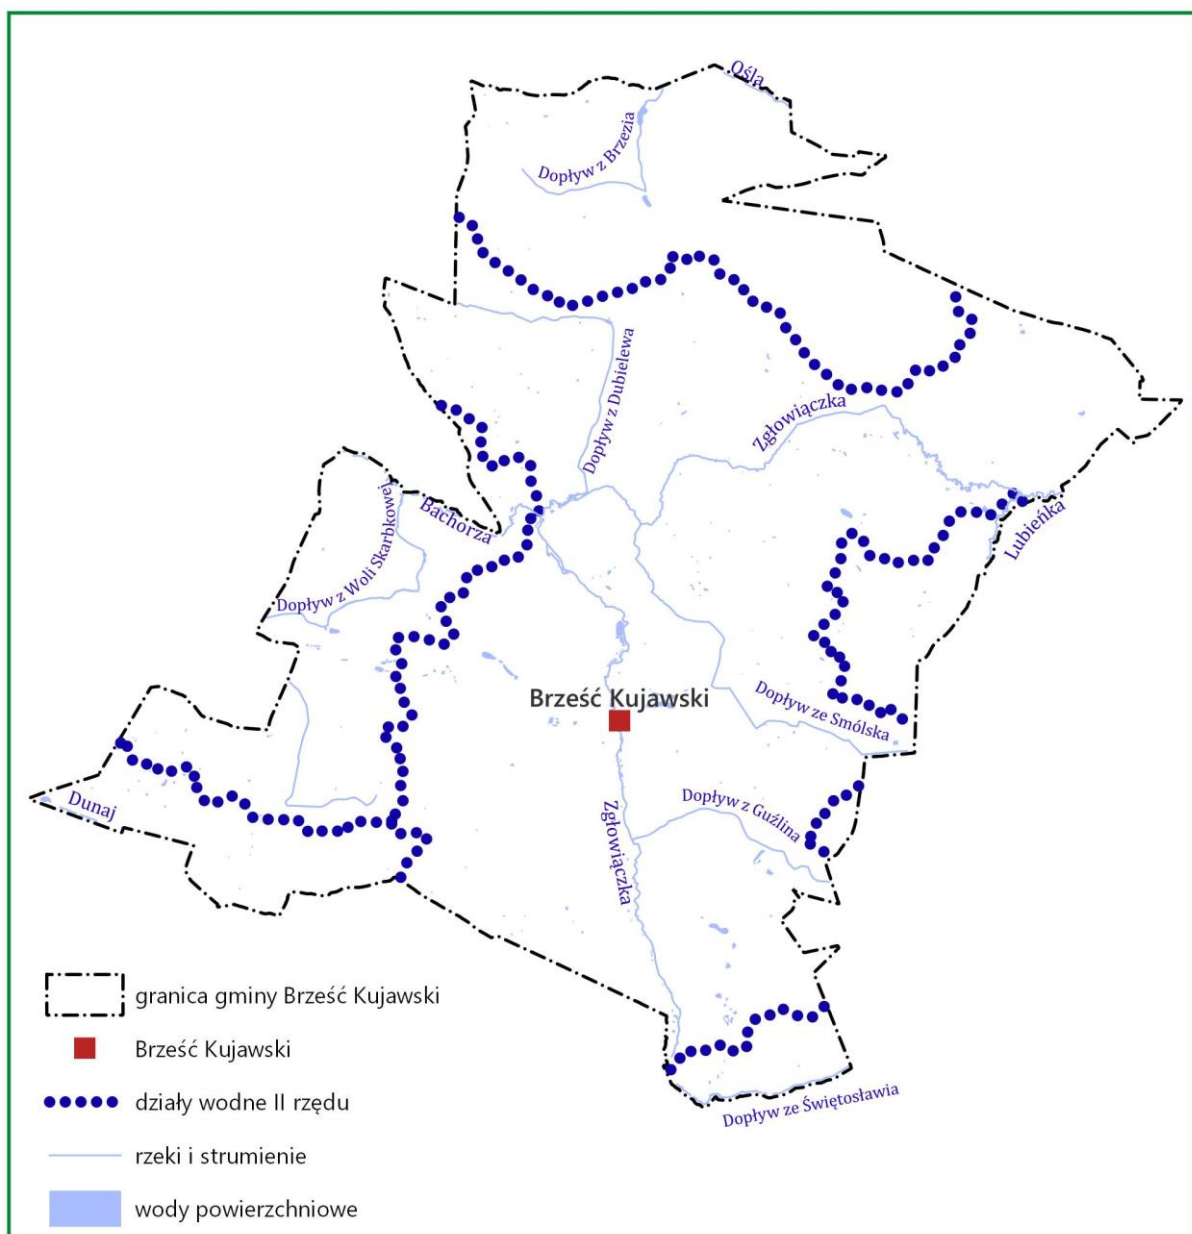 Ośla
Dopływ z Brzezia
Dopływ z Dubielewa
Zgłowiączka
Bachorza
Dopływ z Woli Skarbkowej
Lubieńka
Brześć Kujawski
Dopływ ze Smólska
Dunaj
Dopływ z Guźlina
Zgłowiączka
granica gminy Brześć Kujawski
Brześć Kujawski
działy wodne II rzędu
Dopływ ze Świętosławia
rzeki i strumienie
wody powierzchniowe